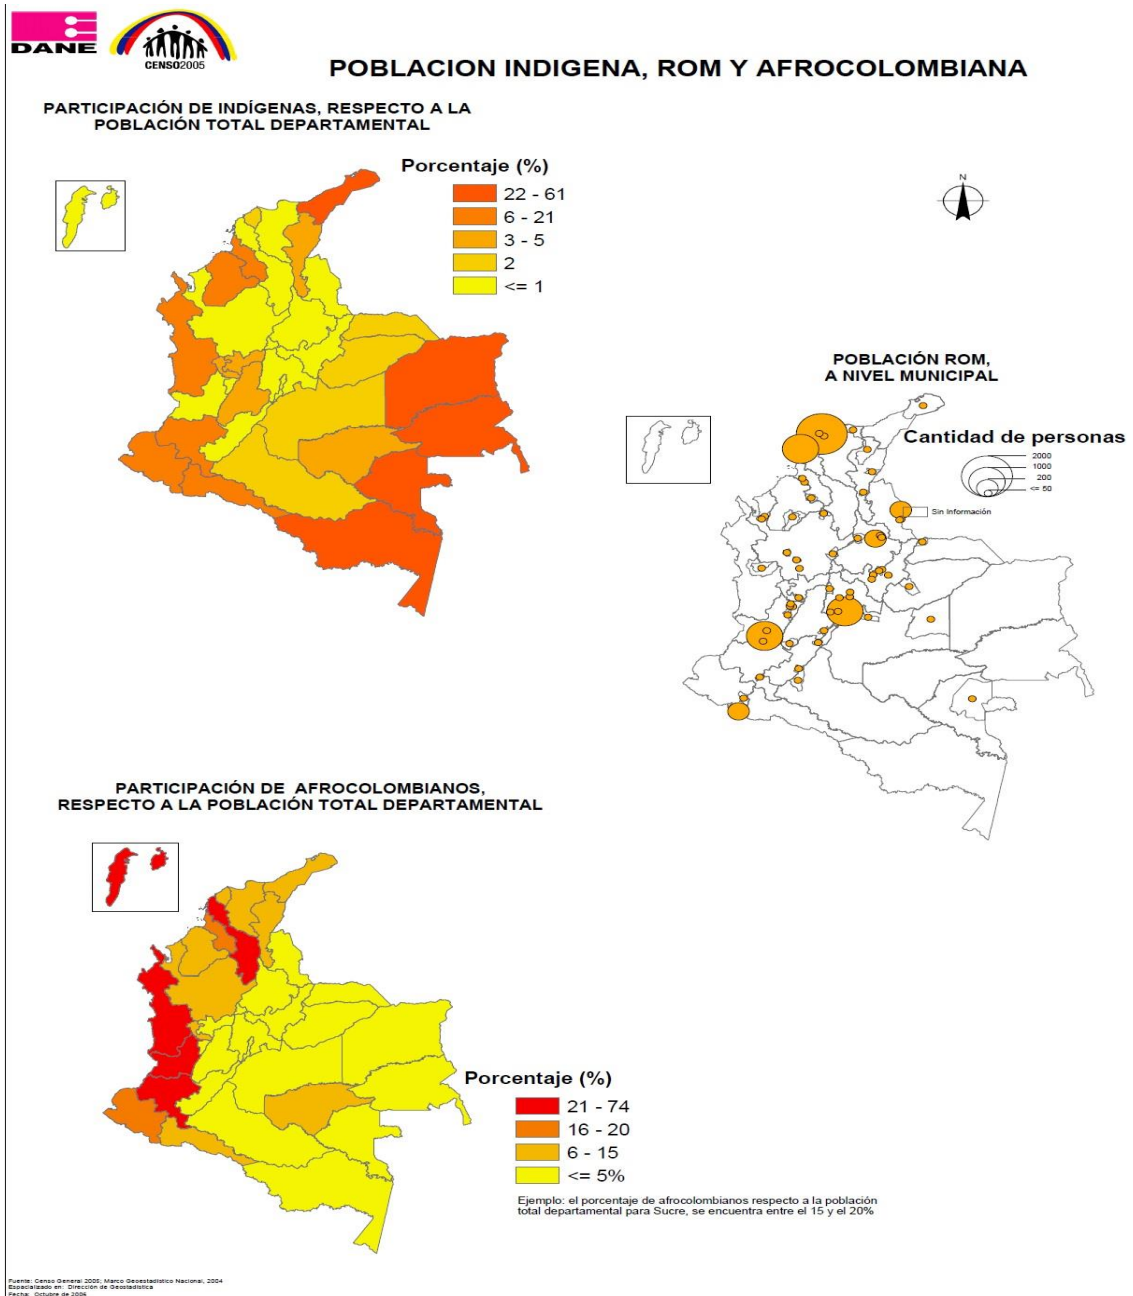 DANE
CENSO2005
POBLACION INDIGENA, ROM Y AFROCOLOMBIANA
PARTICIPACIÓN DE INDÍGENAS, RESPECTO A LA
POBLACIÓN TOTAL DEPARTAMENTAL
Porcentaje (%)
22 - 61
6 - 21
3 - 5
2
<= 1
N
POBLACIÓN ROM,
A NIVEL MUNICIPAL
Cantidad de personas
2000
1000
200
<= 50
Sin Información
PARTICIPACIÓN DE AFROCOLOMBIANOS,
RESPECTO A LA POBLACIÓN TOTAL DEPARTAMENTAL
Porcentaje (%)
21 - 74
16 - 20
6 - 15
<= 5%
Ejemplo: el porcentaje de afrocolombianos respecto a la población
total departamental para Sucre, se encuentra entre el 15 y el 20%
Fuente: Censo General 2005; Marco Geoestadístico Nacional, 2004
Espacializado en: Dirección de Geoestadística
Fecha: Octubre de 2006